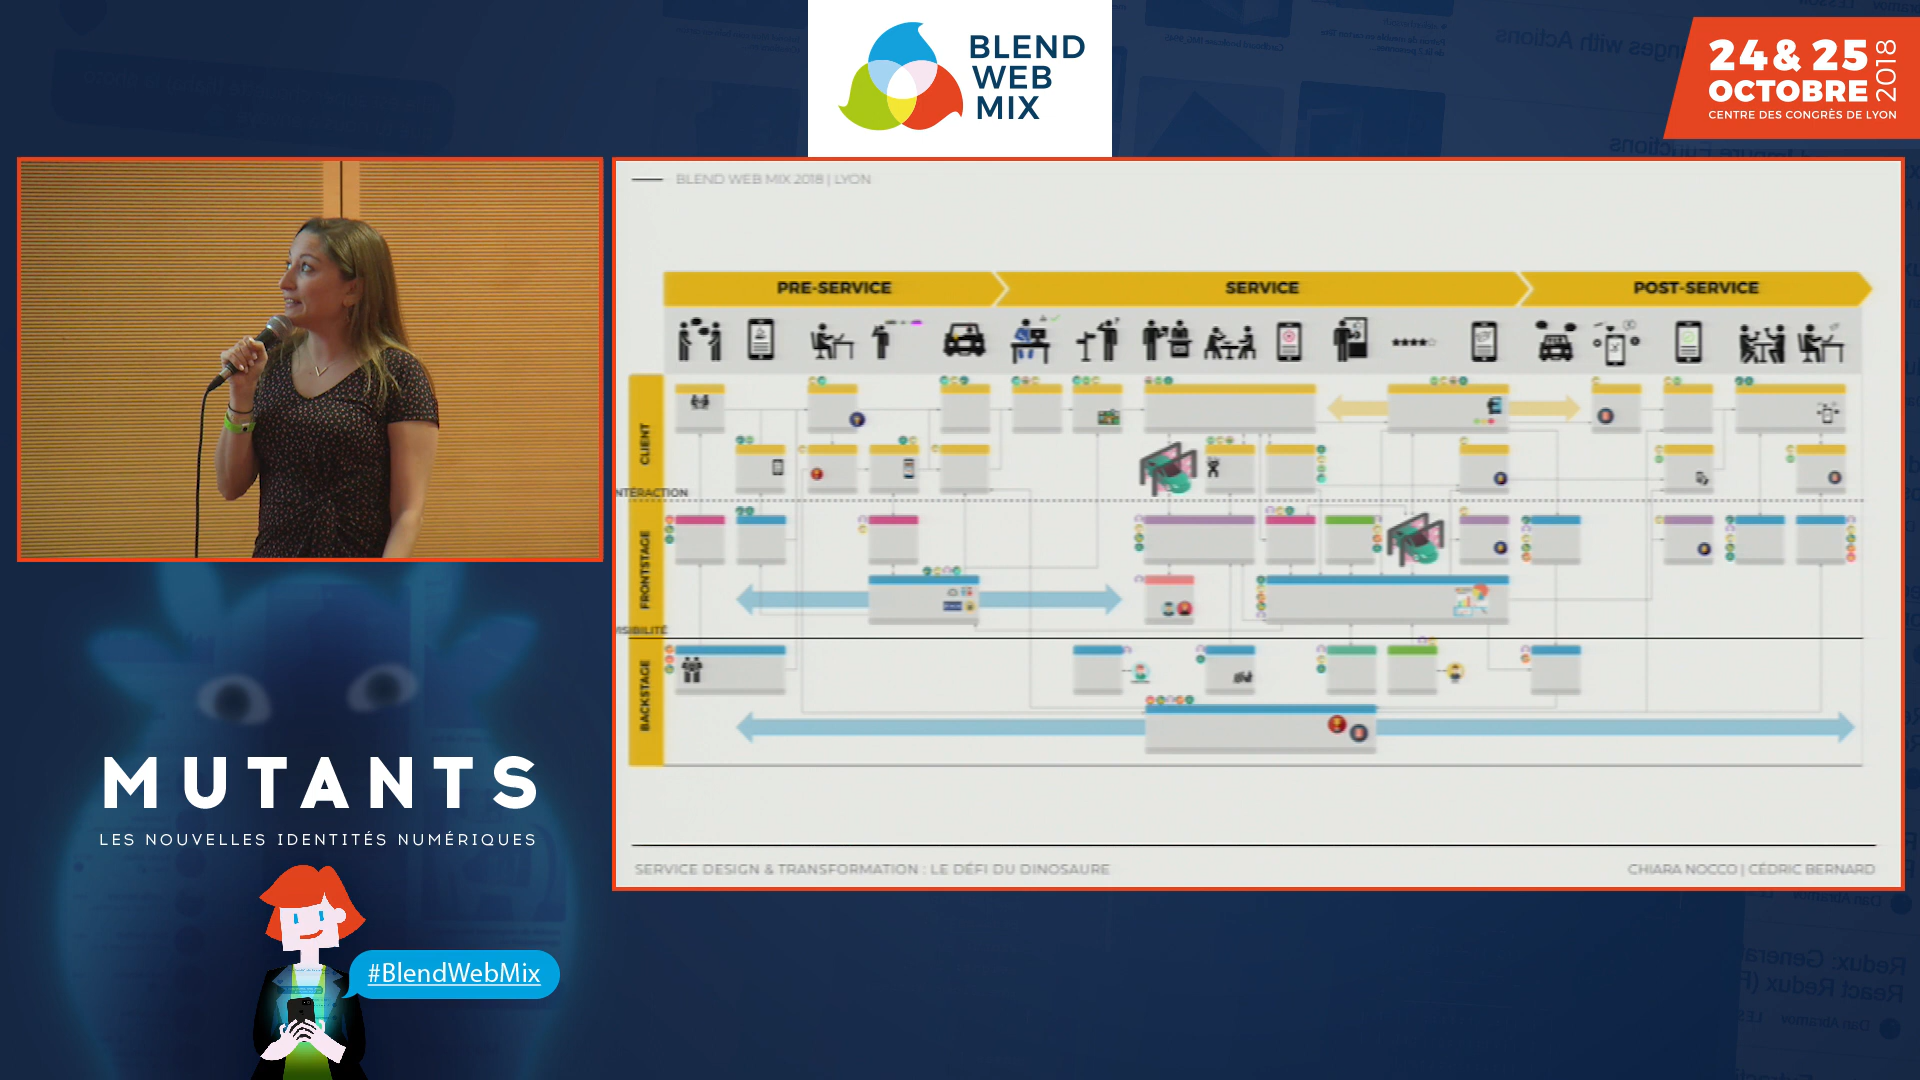 BLEND
WEB
MIX
24 & 25
OCTOBRE
2018
CENTRE DES CONGRÈS DE LYON
BLEND WEB MIX 2018 | LYON
PRE-SERVICE
SERVICE
POST-SERVICE
CLIENT
NTÉRACTION
FRONTSTAGE
ISIBILITÉ
BACKSTAGE
SERVICE DESIGN & TRANSFORMATION : LE DÉFI DU DINOSAURE
CHIARA NOCCO | CÉDRIC BERNARD
MUTANTS
LES NOUVELLES IDENTITÉS NUMÉRIQUES
#BlendWebMix